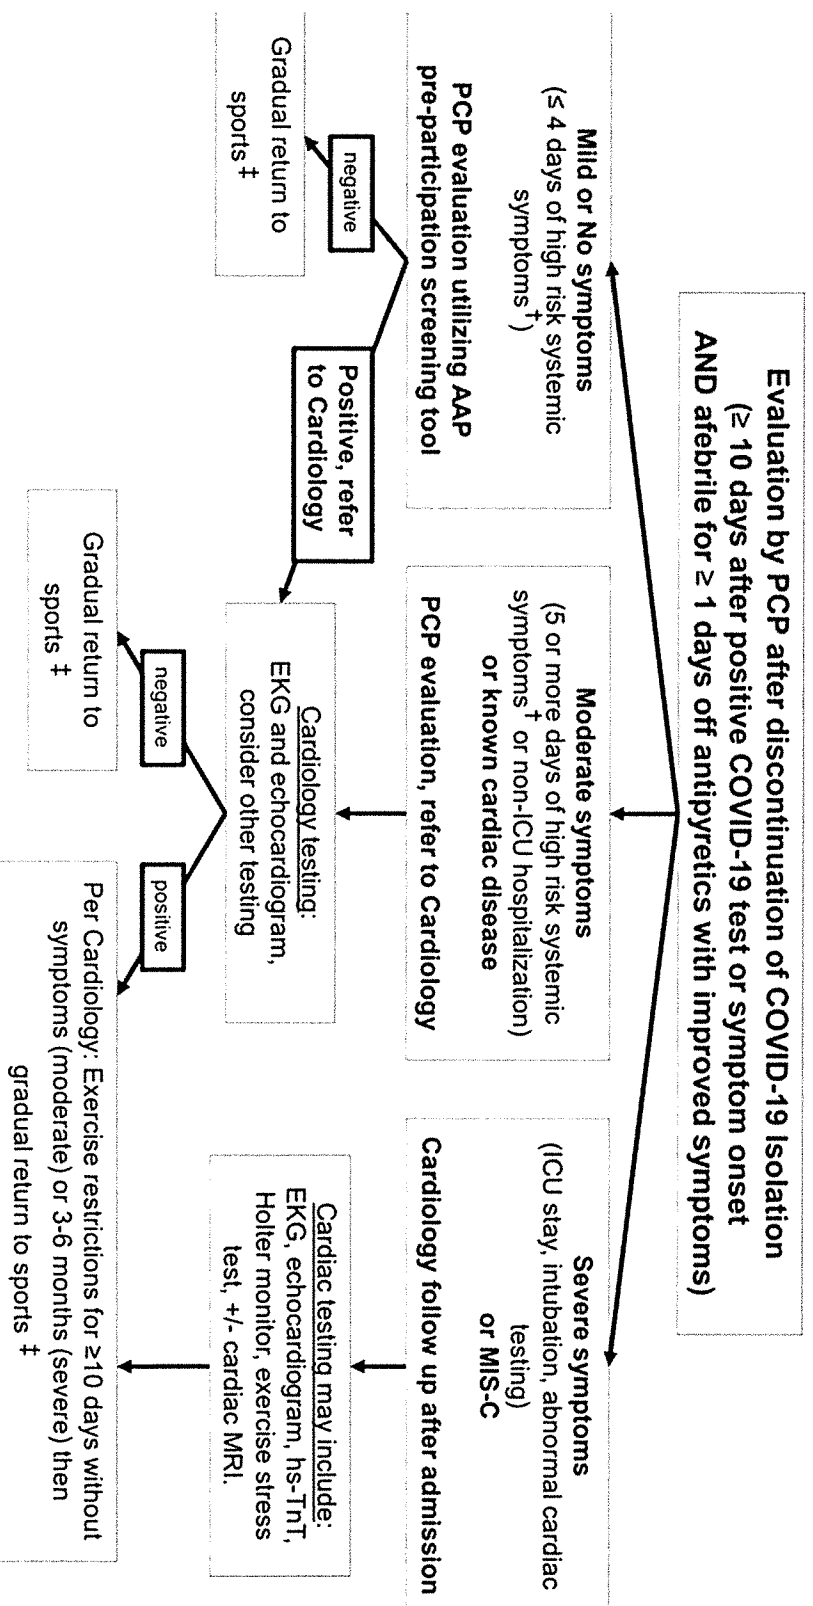 Evaluation by PCP after discontinuation of COVID-19 Isolation
(≥ 10 days after positive COVID-19 test or symptom onset
AND afebrile for ≥ 1 days off antipyretics with improved symptoms)
Mild or No symptoms
(≤ 4 days of high risk systemic
symptoms†)
PCP evaluation utilizing AAP
pre-participation screening tool
negative
Gradual return to
sports ‡
Positive, refer
to Cardiology
Moderate symptoms
(5 or more days of high risk systemic
symptoms† or non-ICU hospitalization)
or known cardiac disease
PCP evaluation, refer to Cardiology
Cardiology testing:
EKG and echocardiogram,
consider other testing
negative
Gradual return to
sports ‡
positive
Severe symptoms
(ICU stay, intubation, abnormal cardiac
testing)
or MIS-C
Cardiology follow up after admission
Cardiac testing may include:
EKG, echocardiogram, hs-TnT,
Holter monitor, exercise stress
test, +/- cardiac MRI.
Per Cardiology: Exercise restrictions for ≥10 days without
symptoms (moderate) or 3-6 months (severe) then
gradual return to sports ‡